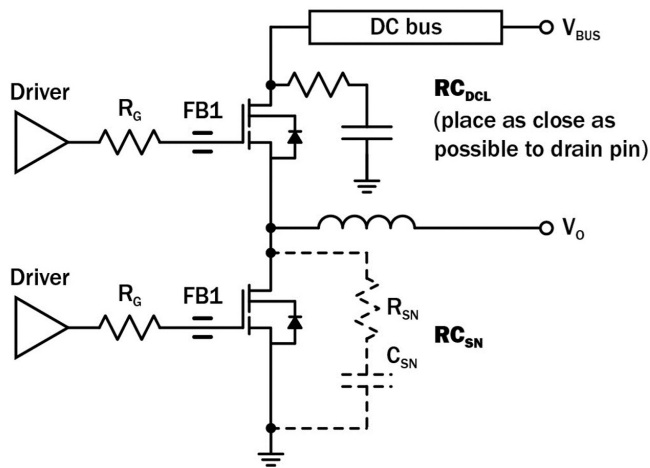 DC bus
VBUS
Driver
RG
FB1
RCDCL
(place as close as
possible to drain pin)
VO
Driver
RG
FB1
RSN
RCSN
CSN